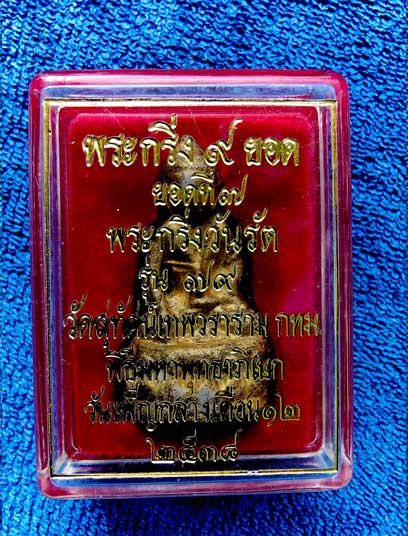 พระกริ่ง ๙ ยอด
ยอดที่๗
พระกริ่งวันรัต
รุ่น ๗๙
วัดสุทัศน์เทพวราราม กทม.
พิธีมหาพุทธาภิเษก
วันเพ็ญกลางเดือน๑๒
๒๕๓๘